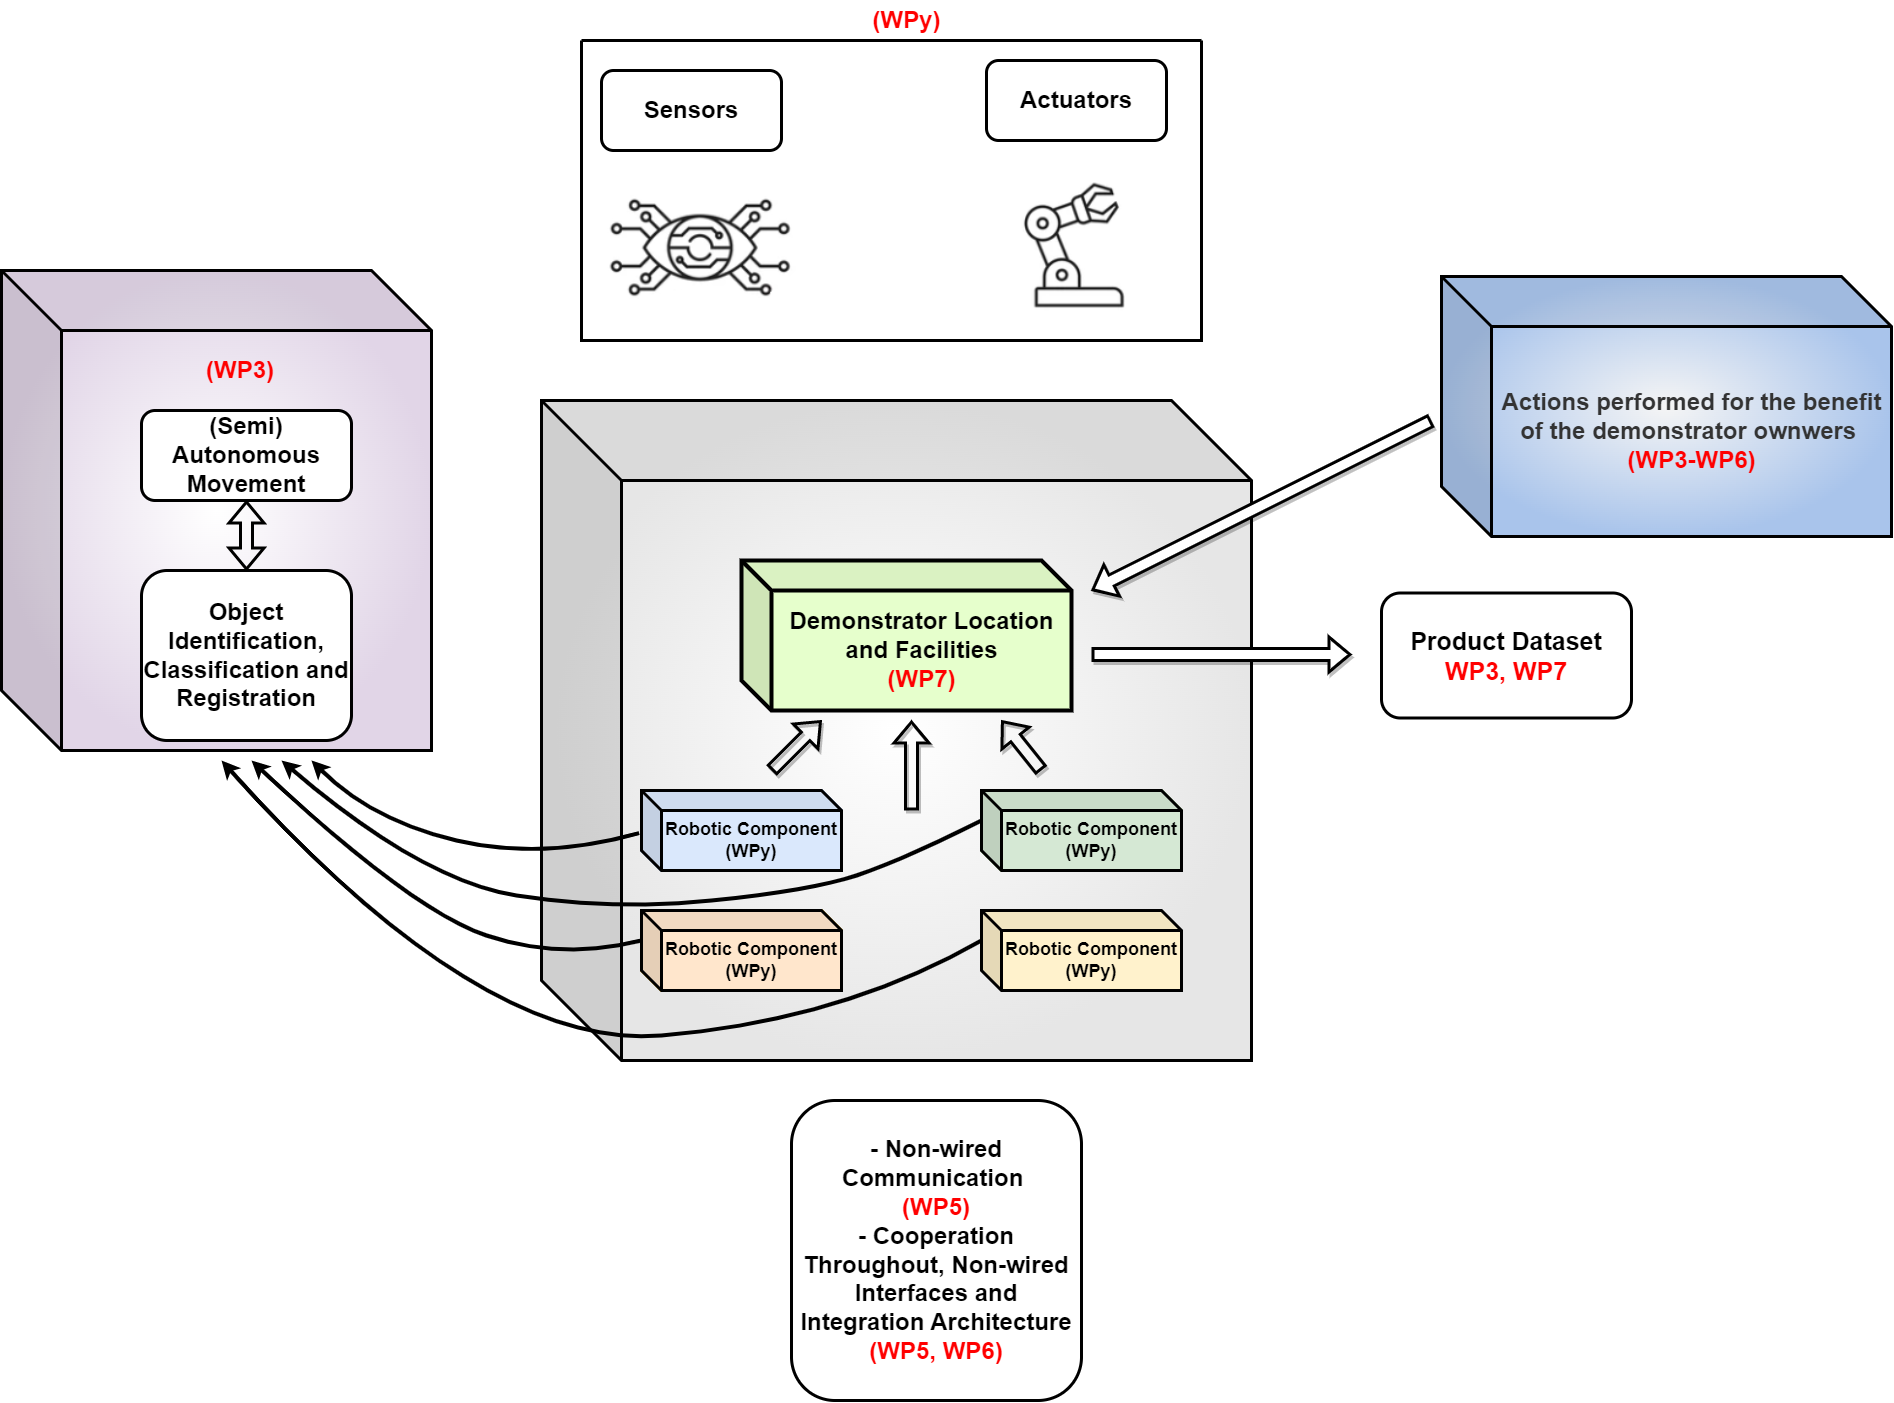 (WPy)
Sensors
Actuators
(WP3)
(Semi)
Autonomous
Movement
Object
Identification,
Classification and
Registration
Actions performed for the benefit
of the demonstrator ownwers
(WP3-WP6)
Demonstrator Location
and Facilities
(WP7)
Product Dataset
WP3, WP7
Robotic Component
(WPy)
Robotic Component
(WPy)
Robotic Component
(WPy)
Robotic Component
(WPy)
- Non-wired
Communication
(WP5)
- Cooperation
Throughout, Non-wired
Interfaces and
Integration Architecture
(WP5, WP6)